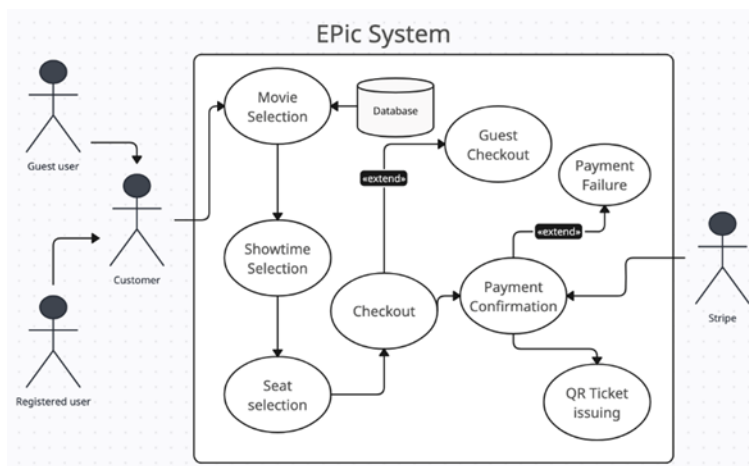 EPic System
Movie
Selection
Database
Guest
Checkout
Guest user
«extend»
Payment
Failure
«extend»
Showtime
Selection
Customer
Checkout
Payment
Confirmation
Stripe
Registered user
Seat
selection
QR Ticket
issuing